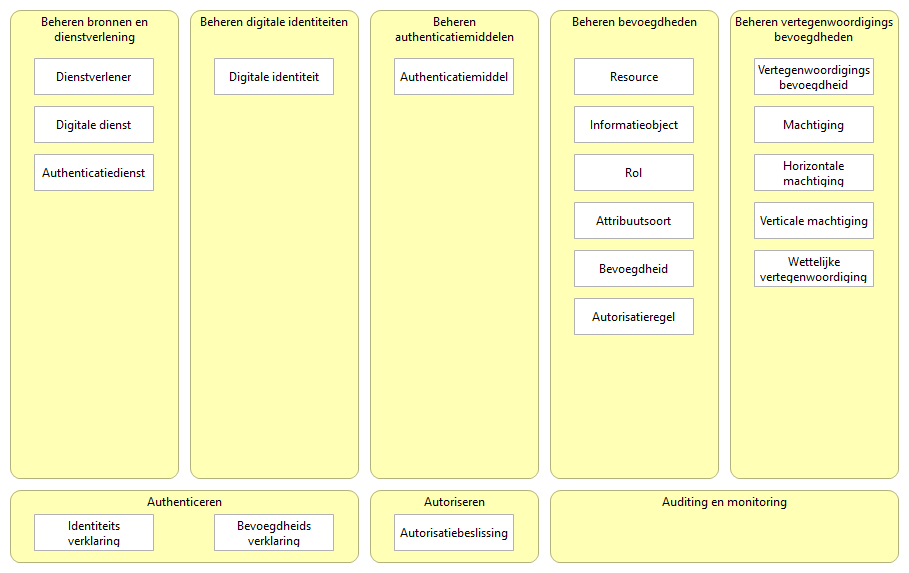 Beheren bronnen en
dienstverlening
Dienstverlener
Digitale dienst
Authenticatiedienst
Beheren digitale identiteiten
Digitale identiteit
Beheren
authenticatiemiddelen
Authenticatiemiddel
Beheren bevoegdheden
Resource
Informatieobject
Rol
Attribuutsoort
Bevoegdheid
Autorisatieregel
Beheren vertegenwoordigings
bevoegdheden
Vertegenwoordigings
bevoegdheid
Machtiging
Horizontale
machtiging
Verticale machtiging
Wettelijke
vertegenwoordiging
Authenticeren
Identiteits
verklaring
Bevoegdheids
verklaring
Autoriseren
Autorisatiebeslissing
Auditing en monitoring